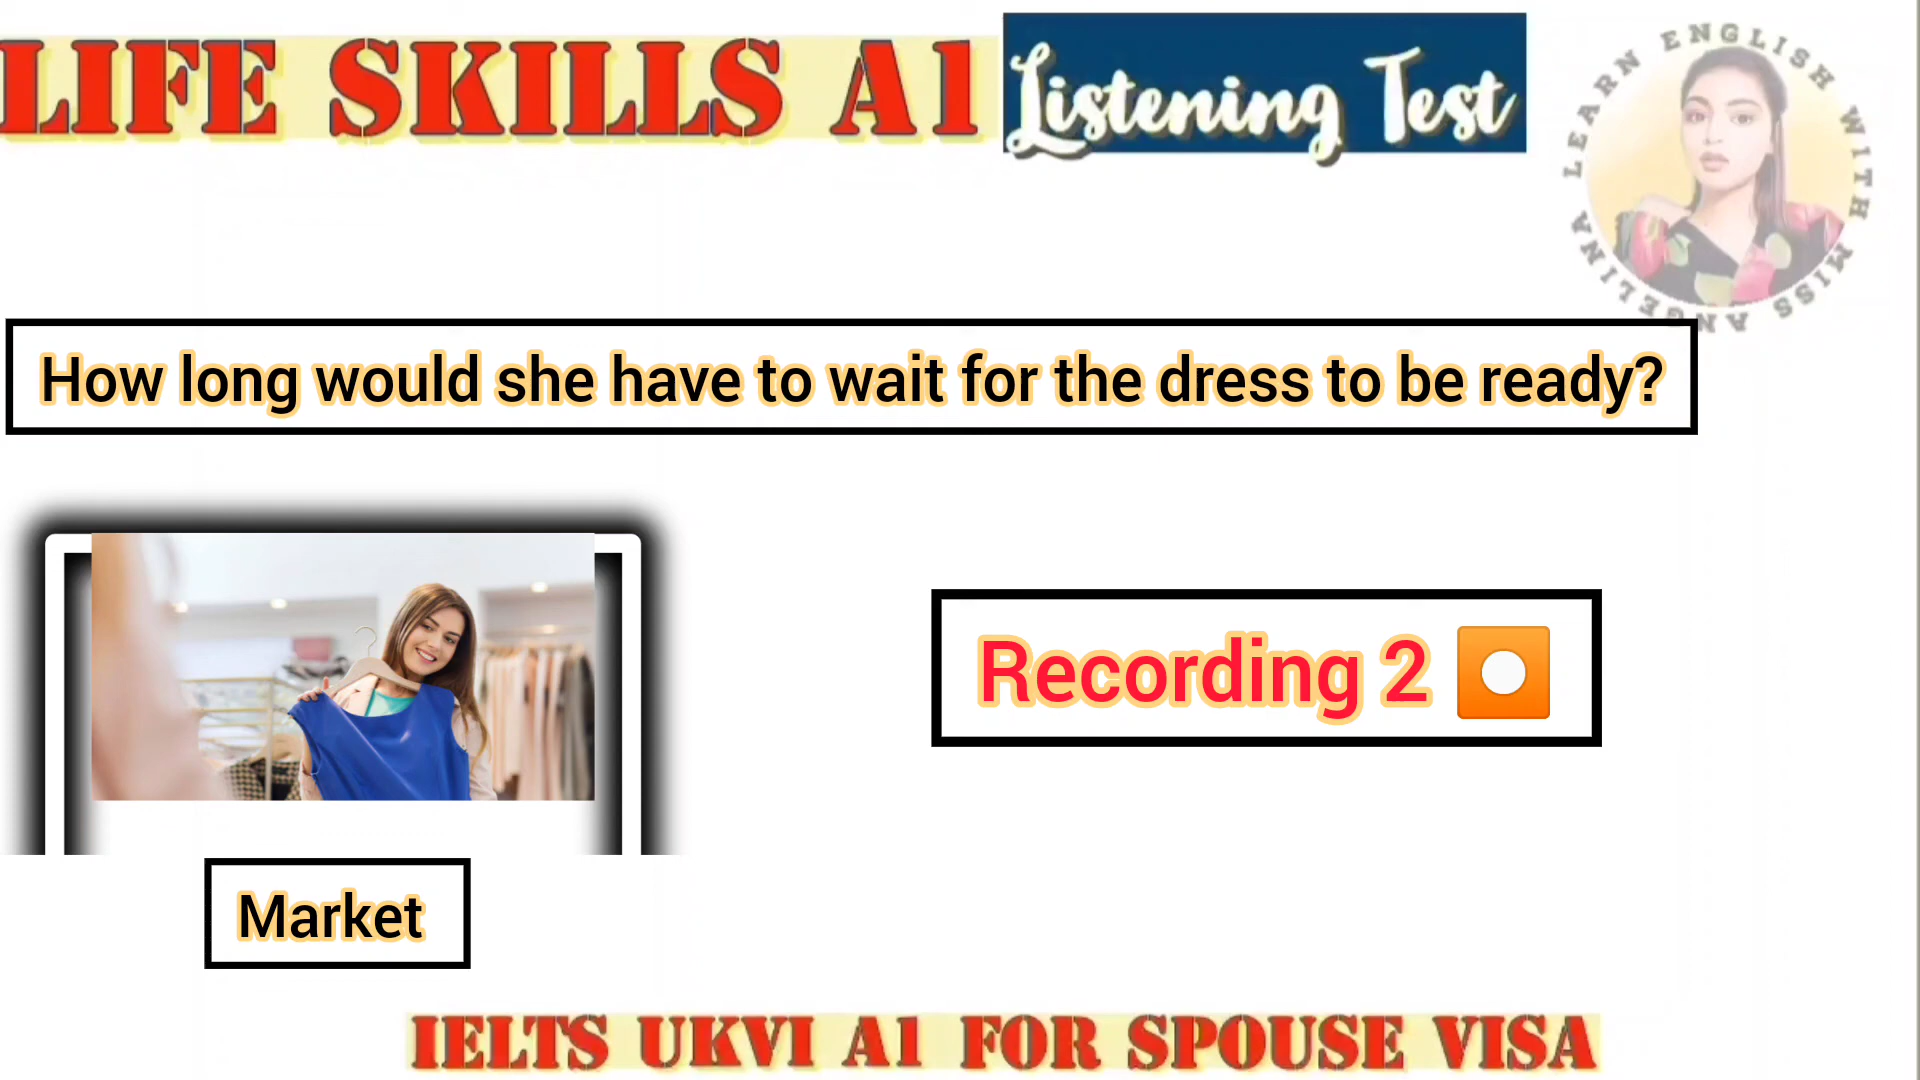 LIFE SKILLS A1 Listening Test
LEARN ENGLISH WITH MISS ANGELINA
How long would she have to wait for the dress to be ready?
Recording 2
Market
IELTS UKVI A1 FOR SPOUSE VISA